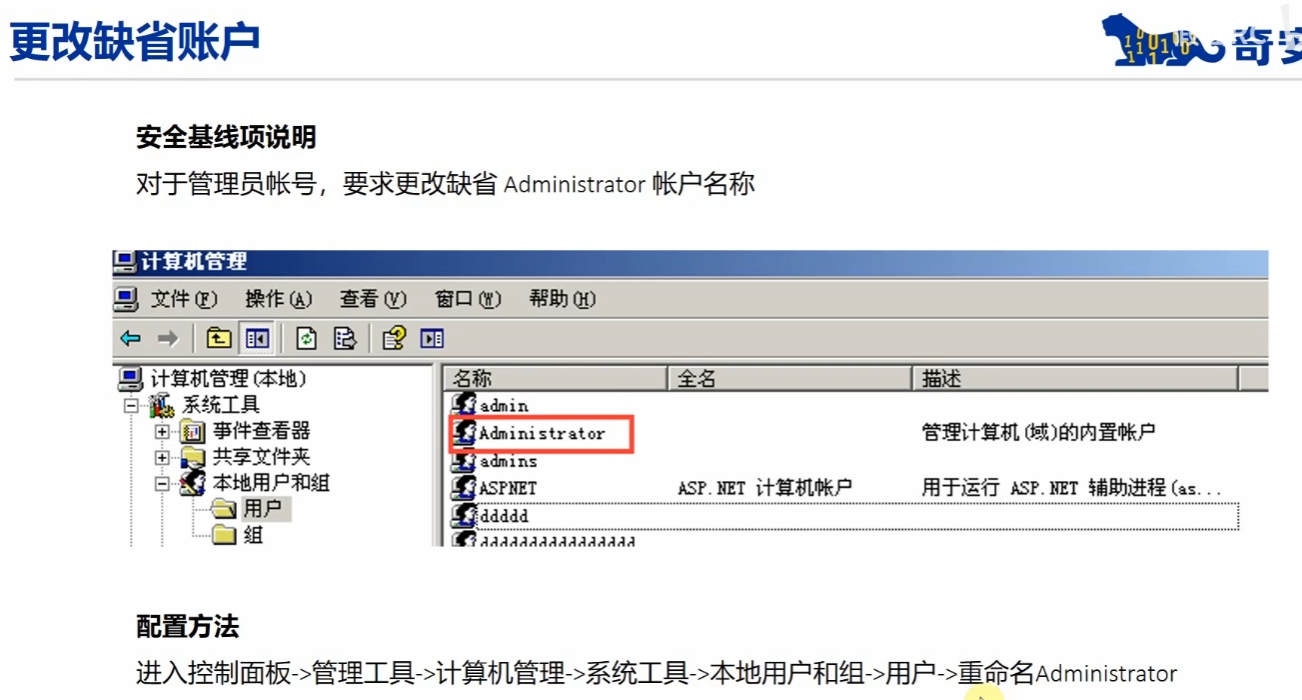 更改缺省账户
奇安
安全基线项说明
对于管理员帐号，要求更改缺省 Administrator 帐户名称
计算机管理
文件(F) 操作(A) 查看(V) 窗口(W) 帮助(H)
计算机管理(本地)
系统工具
事件查看器
共享文件夹
本地用户和组
用户
组
名称 全名 描述
admin
Administrator 管理计算机(域)的内置帐户
admins
ASPNET ASP.NET 计算机帐户 用于运行 ASP.NET 辅助进程(as...
ddddd
配置方法
进入控制面板->管理工具->计算机管理->系统工具->本地用户和组->用户->重命名Administrator